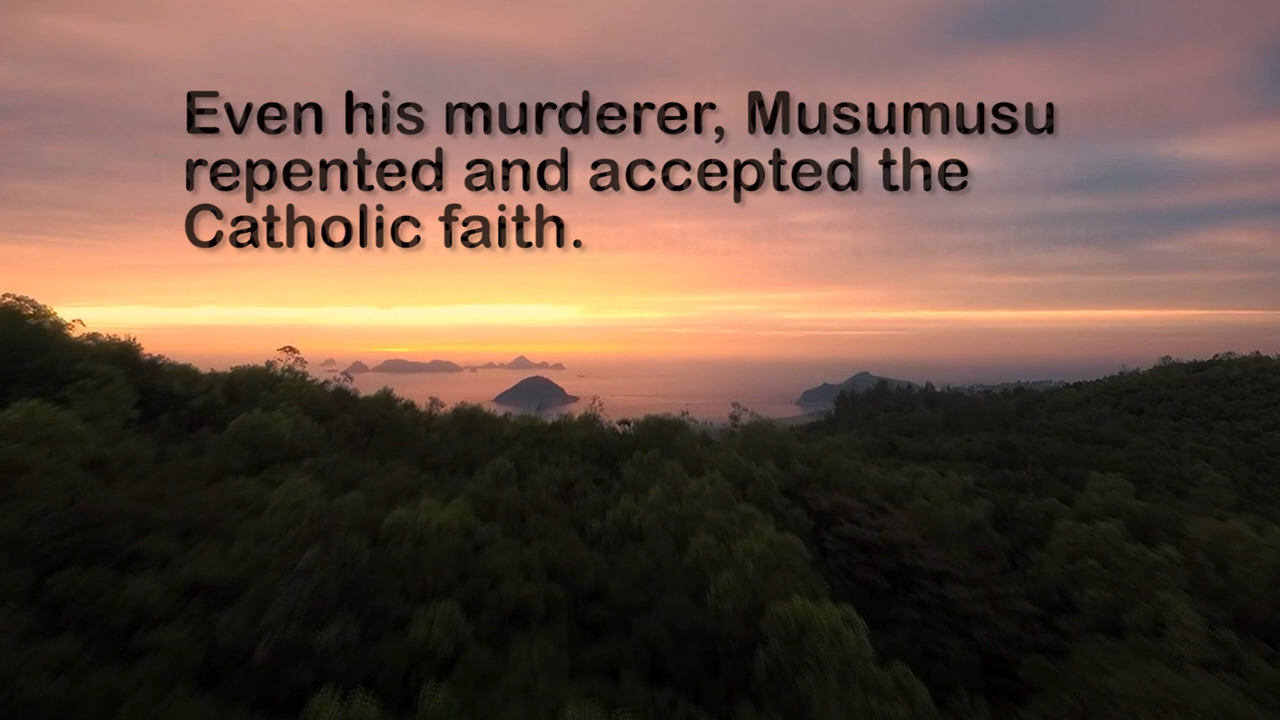 Even his murderer, Musumusu
repented and accepted the
Catholic faith.